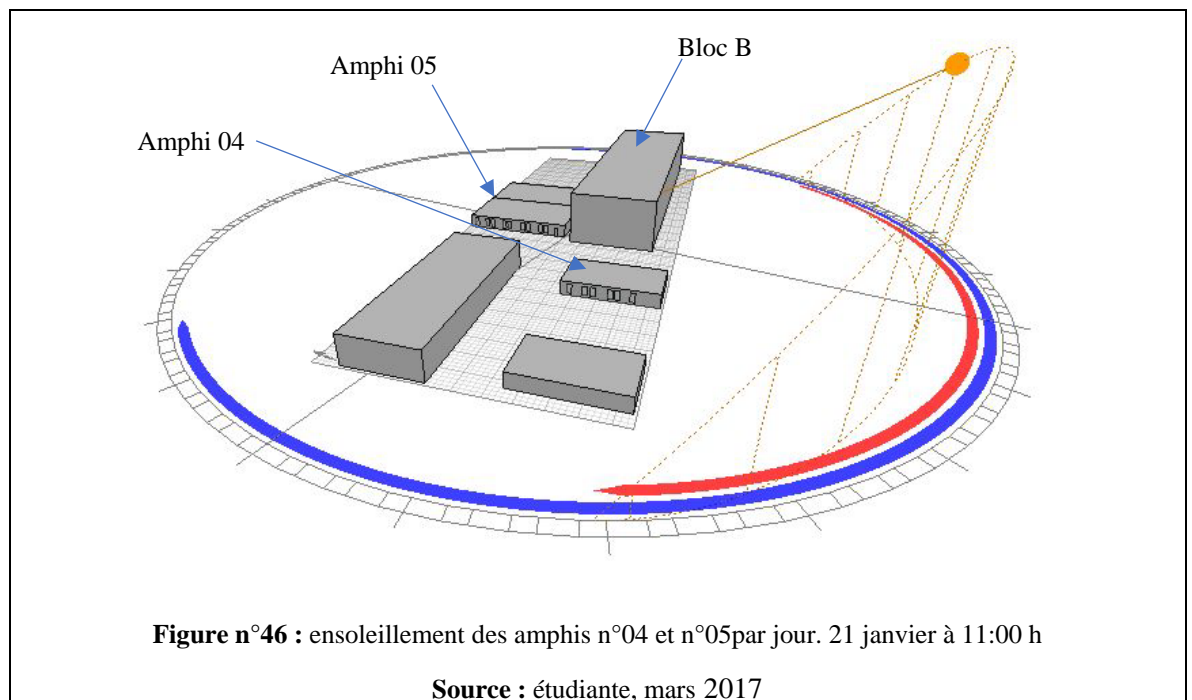 Bloc B
Amphi 05
Amphi 04
Figure n°46 : ensoleillement des amphis n°04 et n°05par jour. 21 janvier à 11:00 h
Source : étudiante, mars 2017